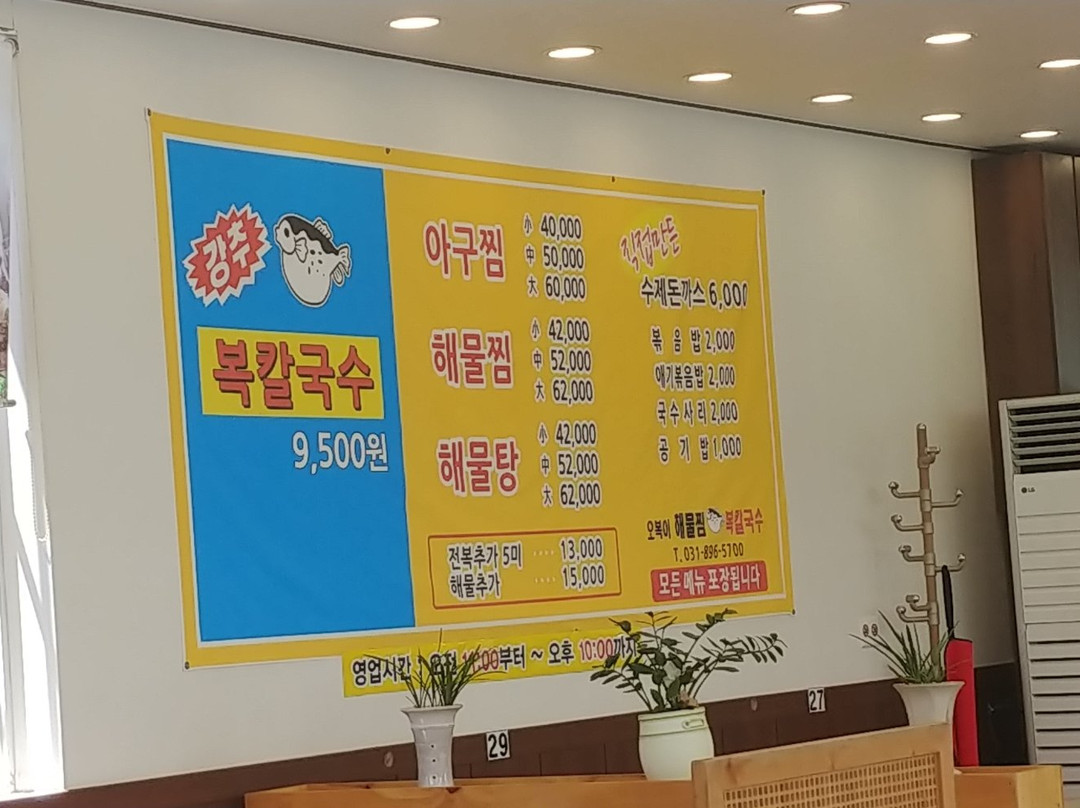 강추
복칼국수
9,500원
아구찜
小 40,000
中 50,000
大 60,000
해물찜
小 42,000
中 52,000
大 62,000
해물탕
小 42,000
中 52,000
大 62,000
전복추가 5미 ···· 13,000
해물추가 ···· 15,000
직접만든
수제돈까스 6,000
볶음밥 2,000
애기볶음밥 2,000
국수사리 2,000
공기밥 1,000
오복이 해물찜 복칼국수
T. 031-896-5700
모든 메뉴 포장됩니다
영업시간 :00부터 ~ 오후 10:00까지
29
27
LG